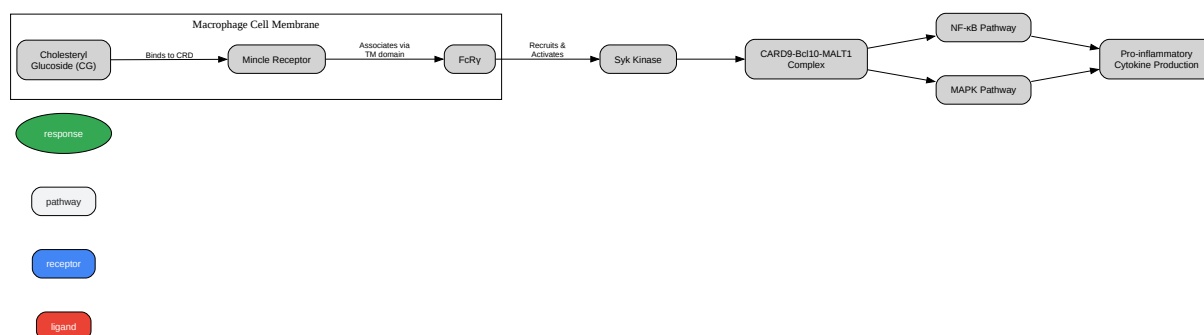 Macrophage Cell Membrane
Cholesteryl
Glucoside (CG)
Binds to CRD
Mincle Receptor
Associates via
TM domain
FcRγ
Recruits &
Activates
Syk Kinase
CARD9-Bcl10-MALT1
Complex
NF-κB Pathway
MAPK Pathway
Pro-inflammatory
Cytokine Production
response
pathway
receptor
ligand